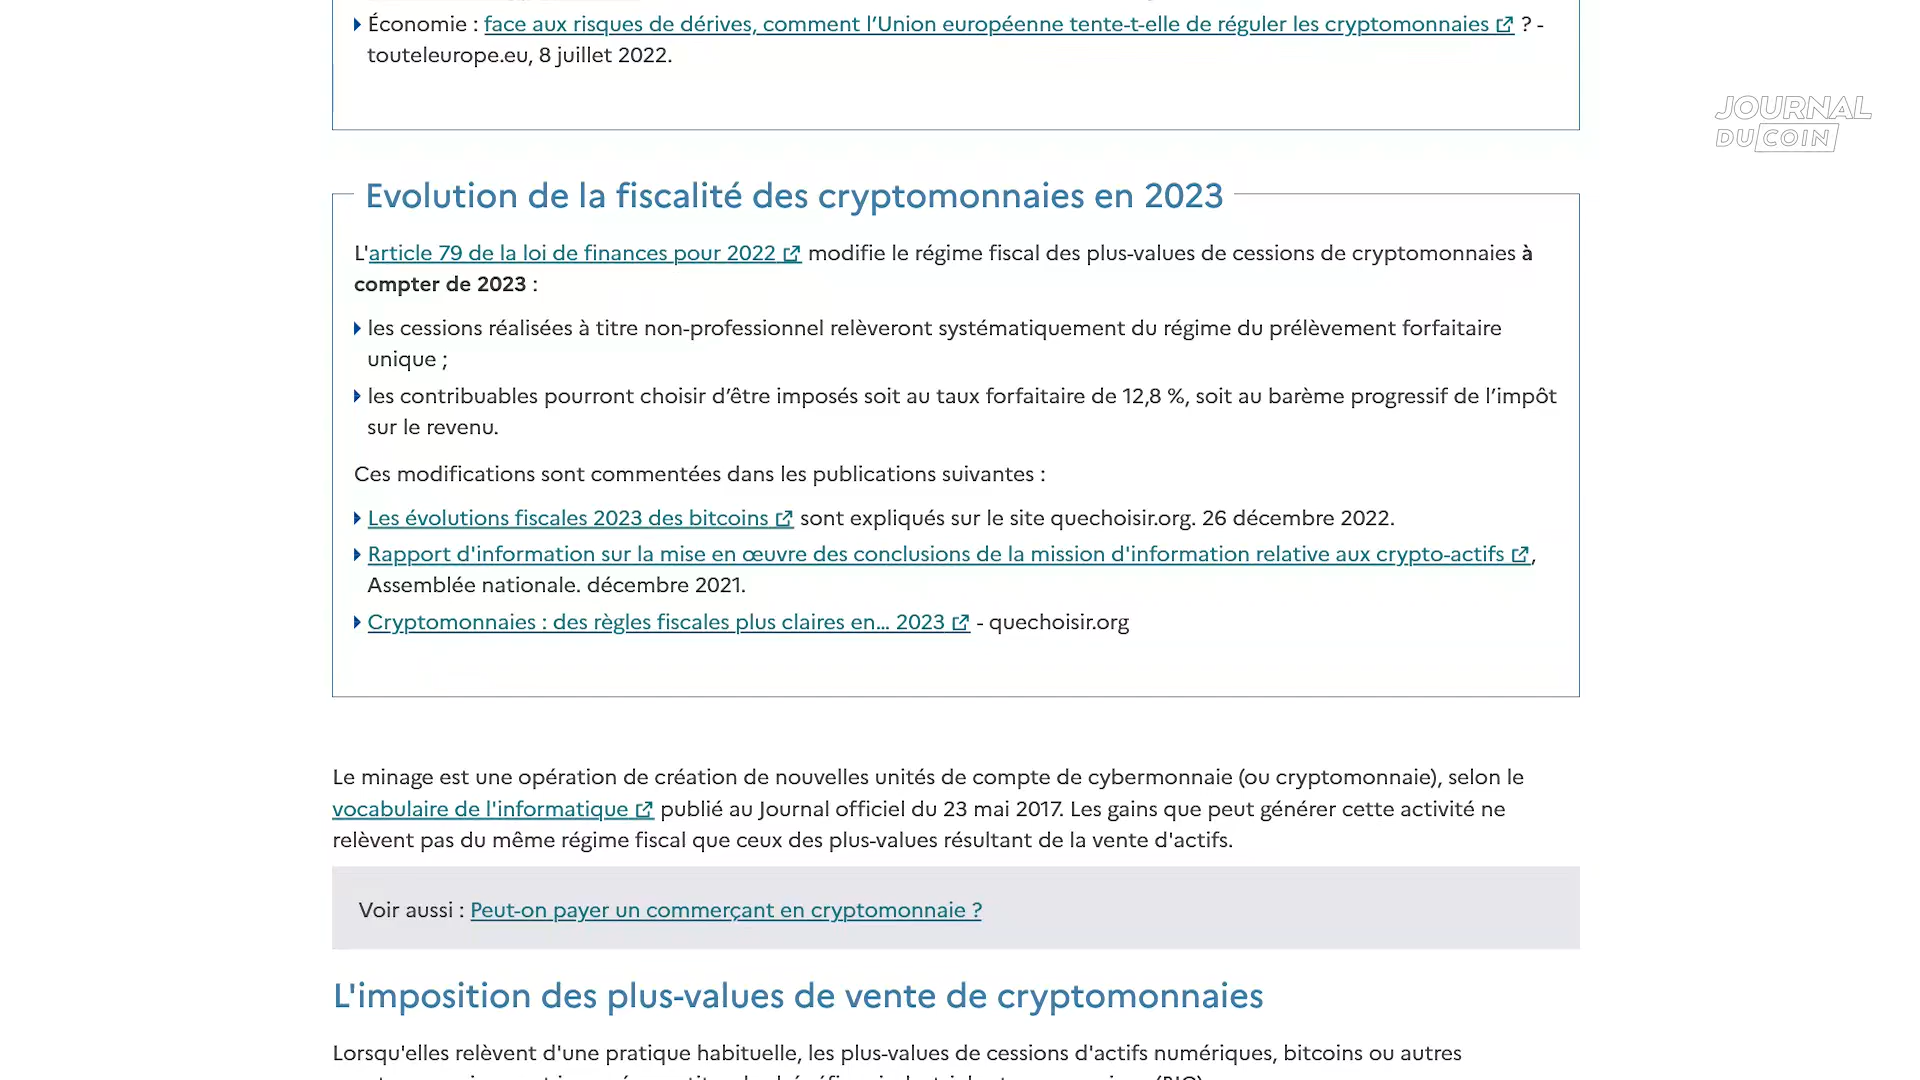 Économie : face aux risques de dérives, comment l’Union européenne tente-t-elle de réguler les cryptomonnaies ? -
touteleurope.eu, 8 juillet 2022.
JOURNAL
DU COIN
Evolution de la fiscalité des cryptomonnaies en 2023
L'article 79 de la loi de finances pour 2022 modifie le régime fiscal des plus-values de cessions de cryptomonnaies à
compter de 2023 :
les cessions réalisées à titre non-professionnel relèveront systématiquement du régime du prélèvement forfaitaire
unique ;
les contribuables pourront choisir d’être imposés soit au taux forfaitaire de 12,8 %, soit au barème progressif de l’impôt
sur le revenu.
Ces modifications sont commentées dans les publications suivantes :
Les évolutions fiscales 2023 des bitcoins sont expliqués sur le site quechoisir.org. 26 décembre 2022.
Rapport d'information sur la mise en œuvre des conclusions de la mission d'information relative aux crypto-actifs ,
Assemblée nationale. décembre 2021.
Cryptomonnaies : des règles fiscales plus claires en… 2023 - quechoisir.org
Le minage est une opération de création de nouvelles unités de compte de cybermonnaie (ou cryptomonnaie), selon le
vocabulaire de l'informatique publié au Journal officiel du 23 mai 2017. Les gains que peut générer cette activité ne
relèvent pas du même régime fiscal que ceux des plus-values résultant de la vente d'actifs.
Voir aussi : Peut-on payer un commerçant en cryptomonnaie ?
L'imposition des plus-values de vente de cryptomonnaies
Lorsqu'elles relèvent d'une pratique habituelle, les plus-values de cessions d'actifs numériques, bitcoins ou autres